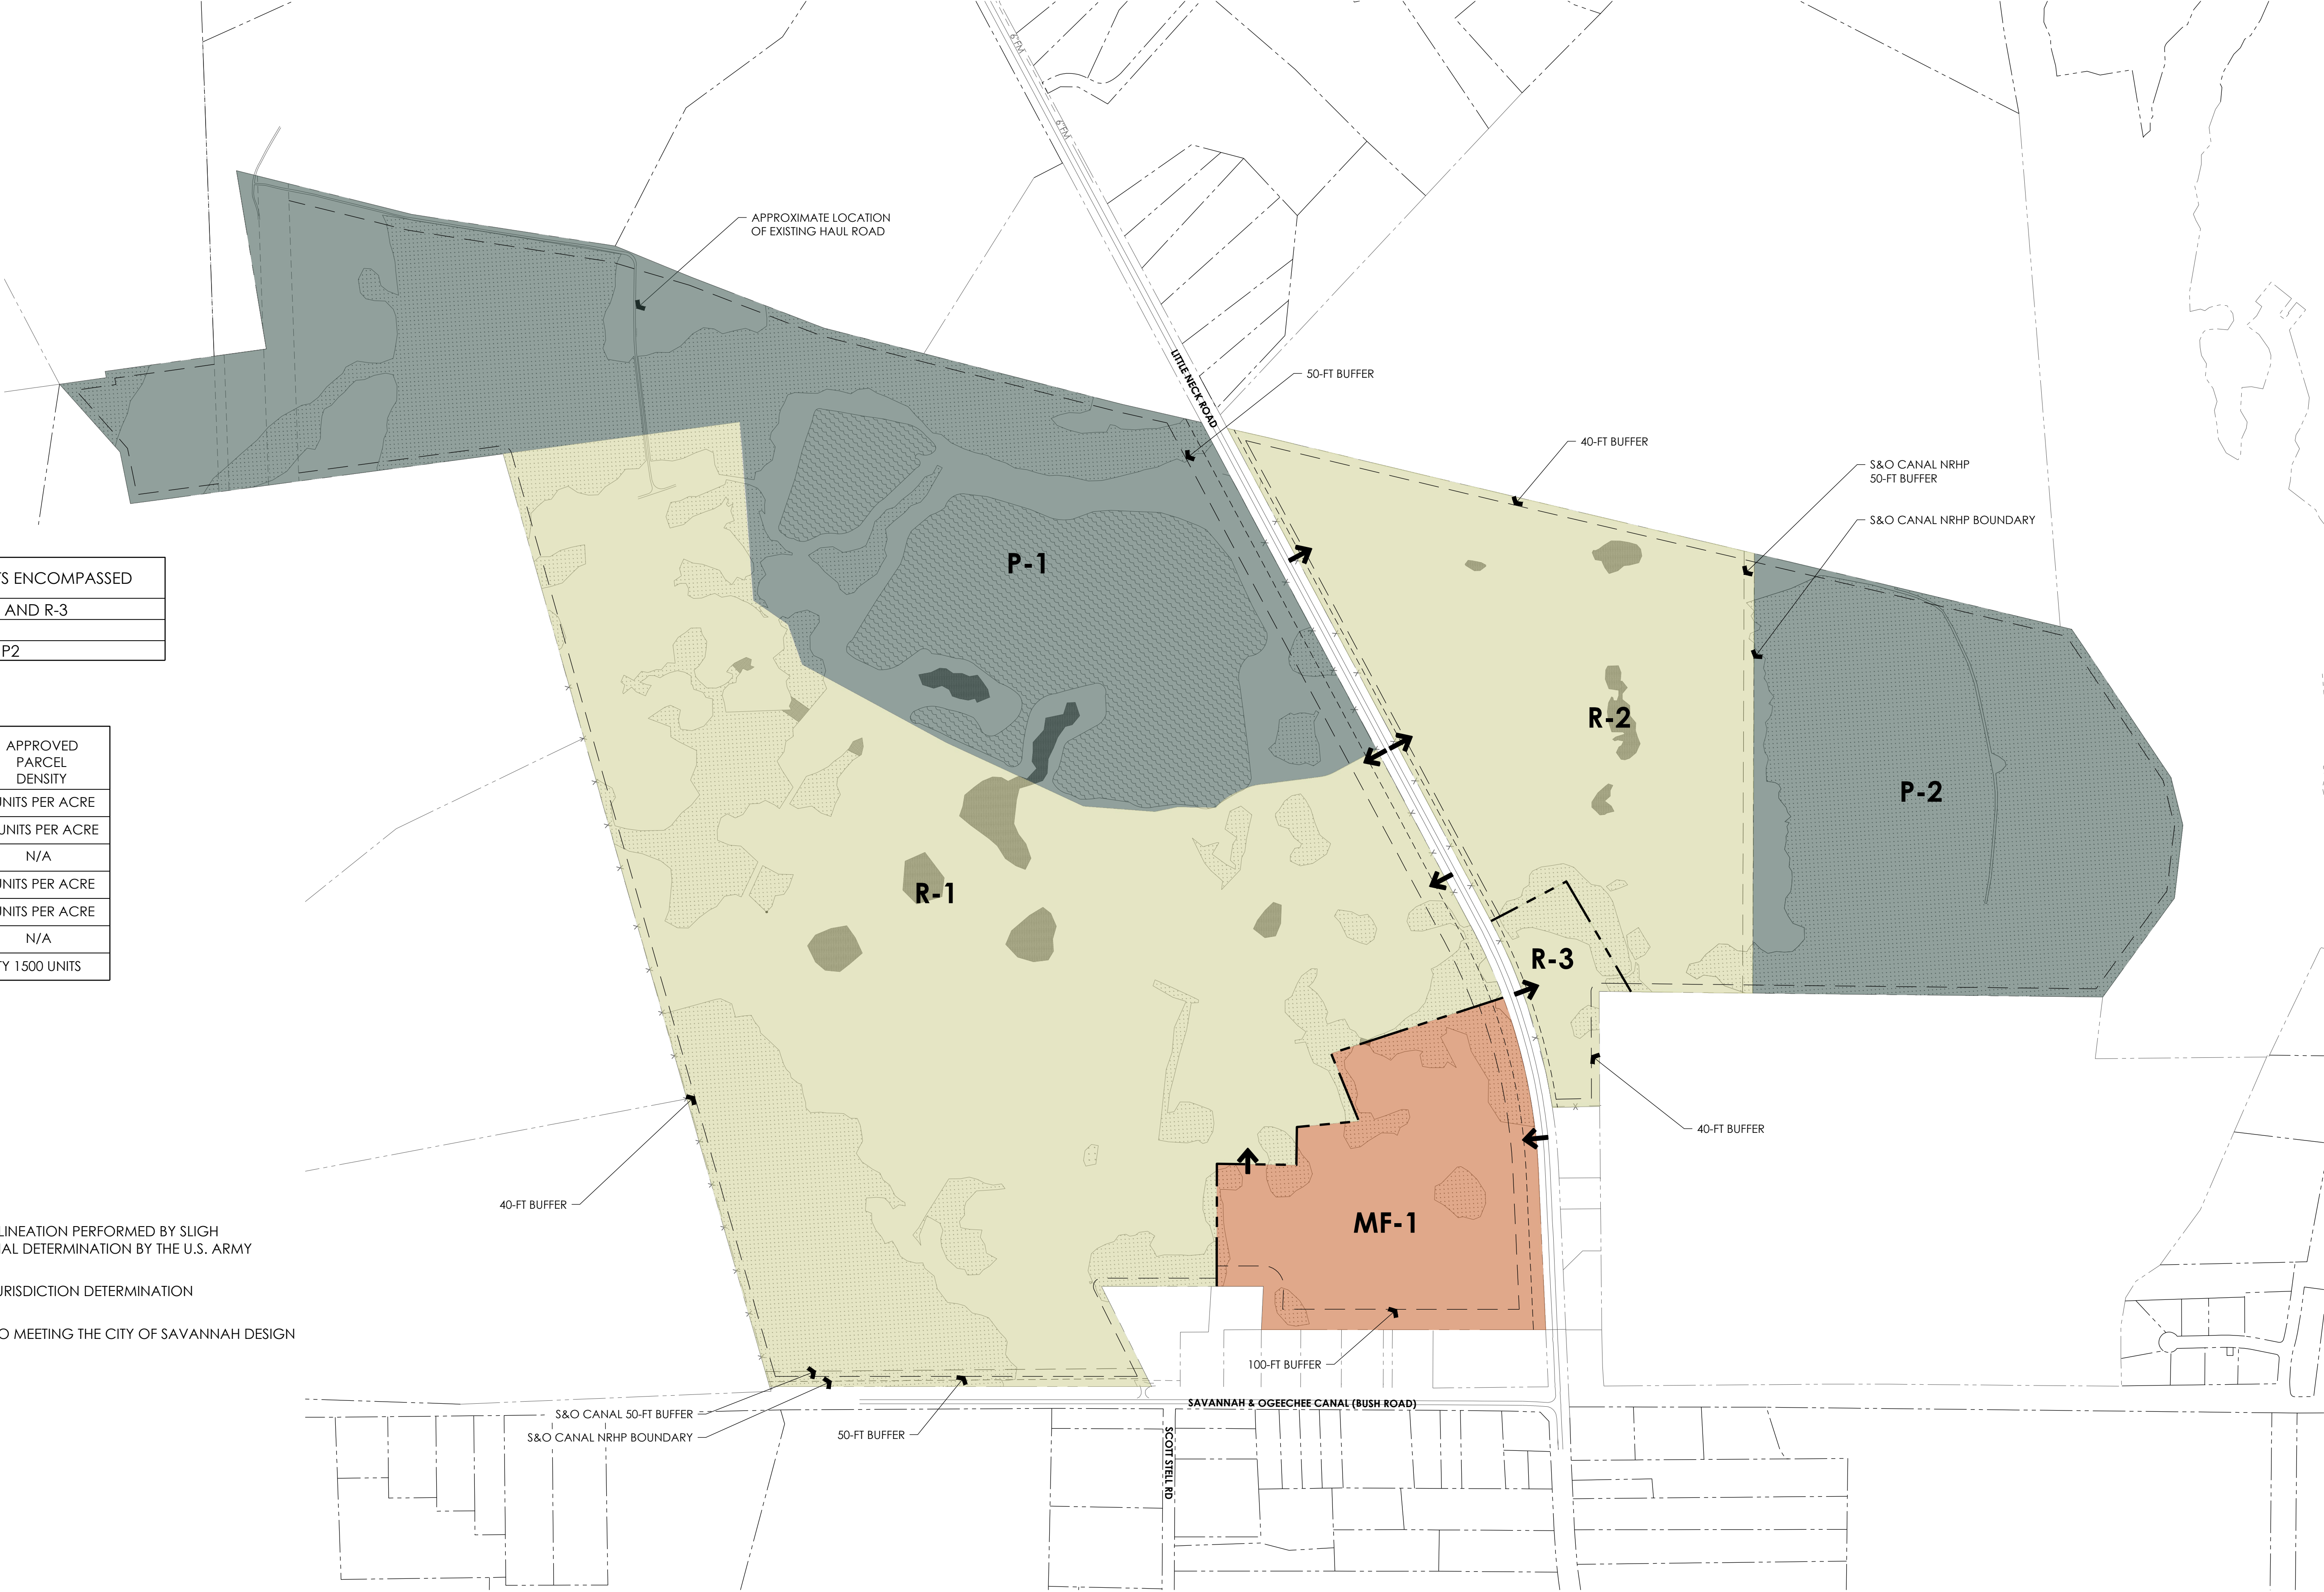 6"FM
6"FM
APPROXIMATE LOCATION
OF EXISTING HAUL ROAD
LITTLE NECK ROAD
50-FT BUFFER
40-FT BUFFER
S&O CANAL NRHP
50-FT BUFFER
S&O CANAL NRHP BOUNDARY
P-1
R-2
P-2
R-1
R-3
MF-1
40-FT BUFFER
40-FT BUFFER
100-FT BUFFER
S&O CANAL 50-FT BUFFER
S&O CANAL NRHP BOUNDARY
50-FT BUFFER
SAVANNAH & OGEECHEE CANAL (BUSH ROAD)
SCOTT STELL RD
S ENCOMPASSED
AND R-3
P2
APPROVED
PARCEL
DENSITY
UNITS PER ACRE
UNITS PER ACRE
N/A
UNITS PER ACRE
UNITS PER ACRE
N/A
Y 1500 UNITS
LINEATION PERFORMED BY SLIGH
AL DETERMINATION BY THE U.S. ARMY
URISDICTION DETERMINATION
O MEETING THE CITY OF SAVANNAH DESIGN